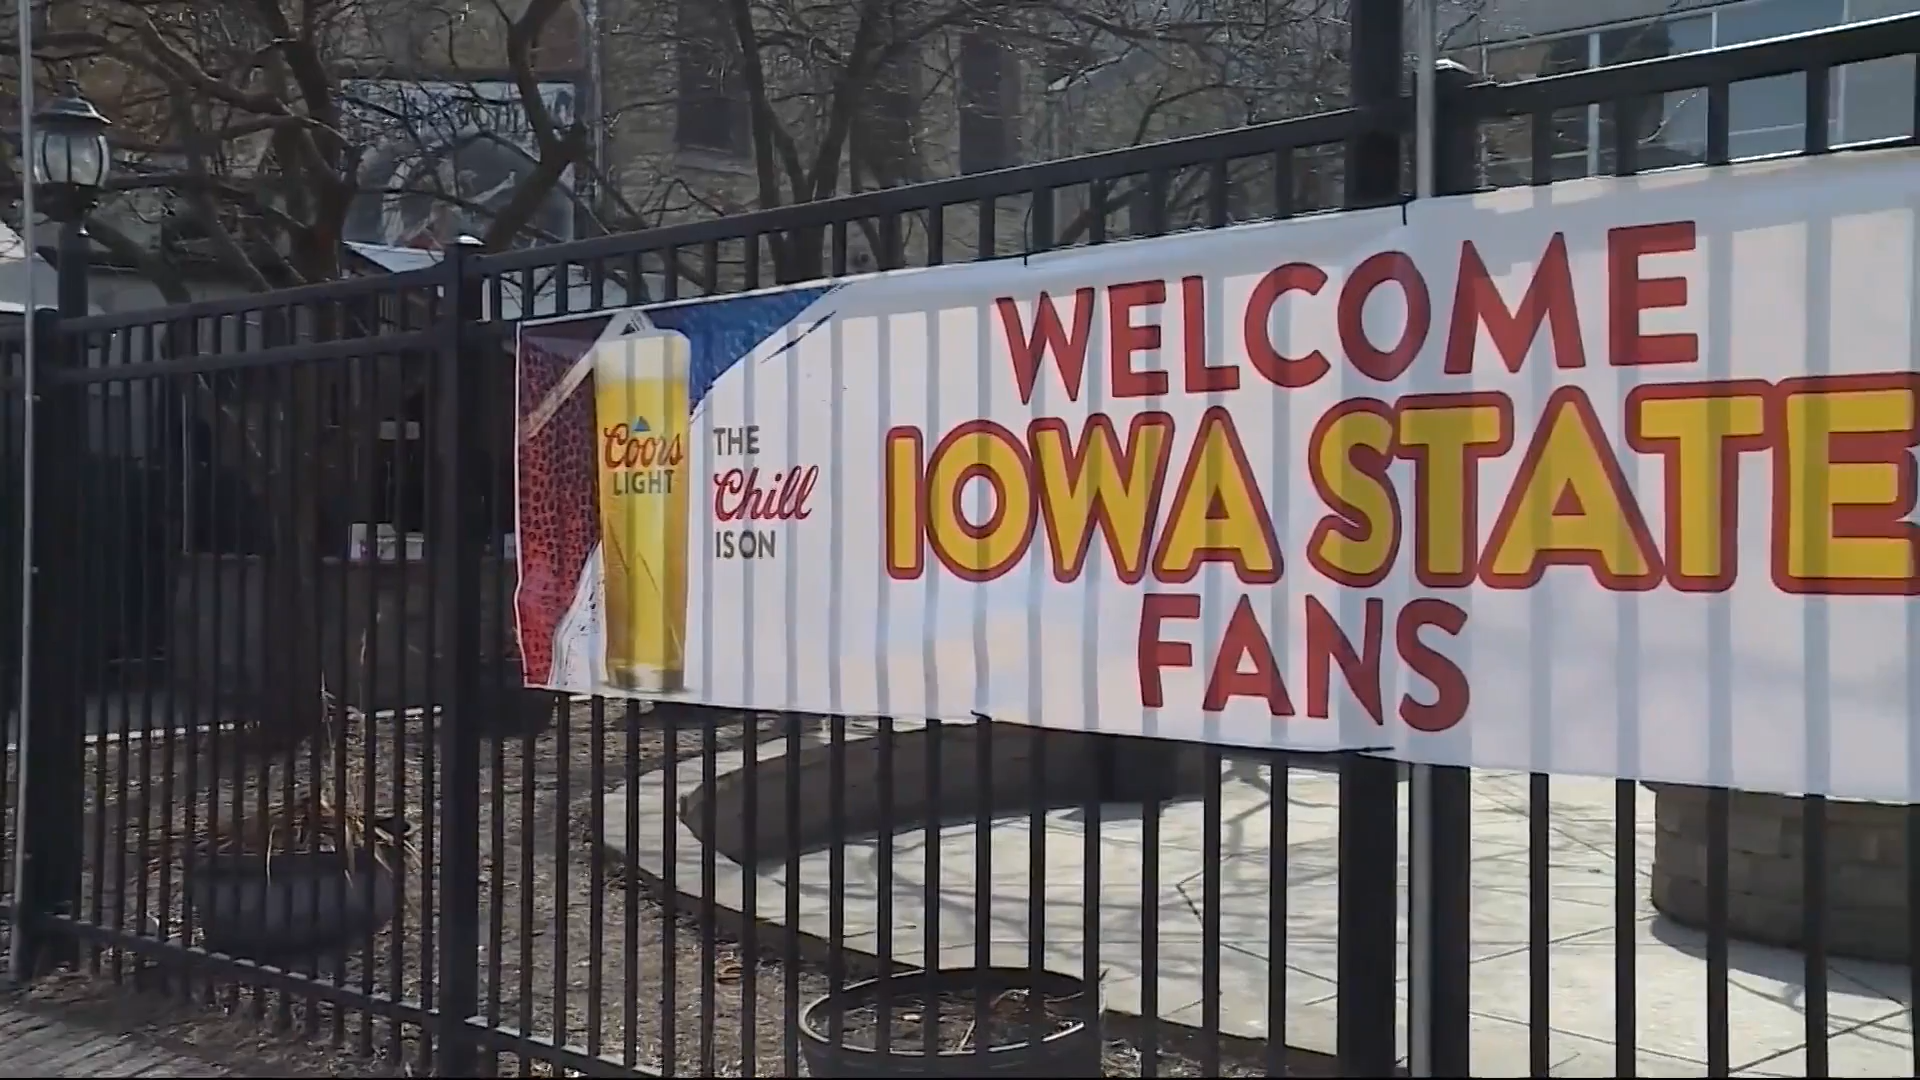 Coors
LIGHT
THE
Chill
IS ON
WELCOME
IOWA STATE
FANS